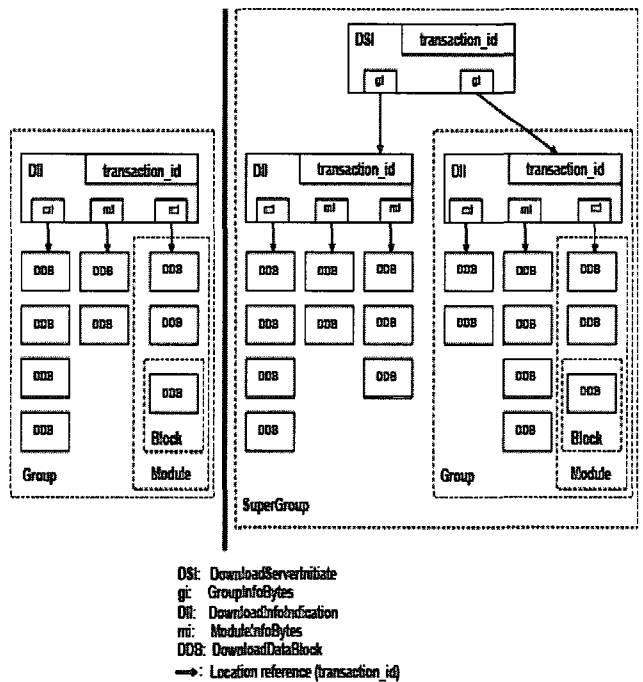 DSI transaction_id
gi gi
DII transaction_id
mi mi mi
DDB DDB DDB
DDB DDB DDB
DDB DDB
DDB Block
Group Module
DII transaction_id
mi mi mi
DDB DDB DDB
DDB DDB DDB
DDB DDB
DDB
DII transaction_id
mi mi mi
DDB DDB DDB
DDB DDB DDB
DDB DDB
DDB Block
Group Module
SuperGroup
DSI: DownloadServerInitiate
gi: GroupInfoBytes
DII: DownloadInfoIndication
mi: ModuleInfoBytes
DDB: DownloadDataBlock
: Location reference (transaction_id)